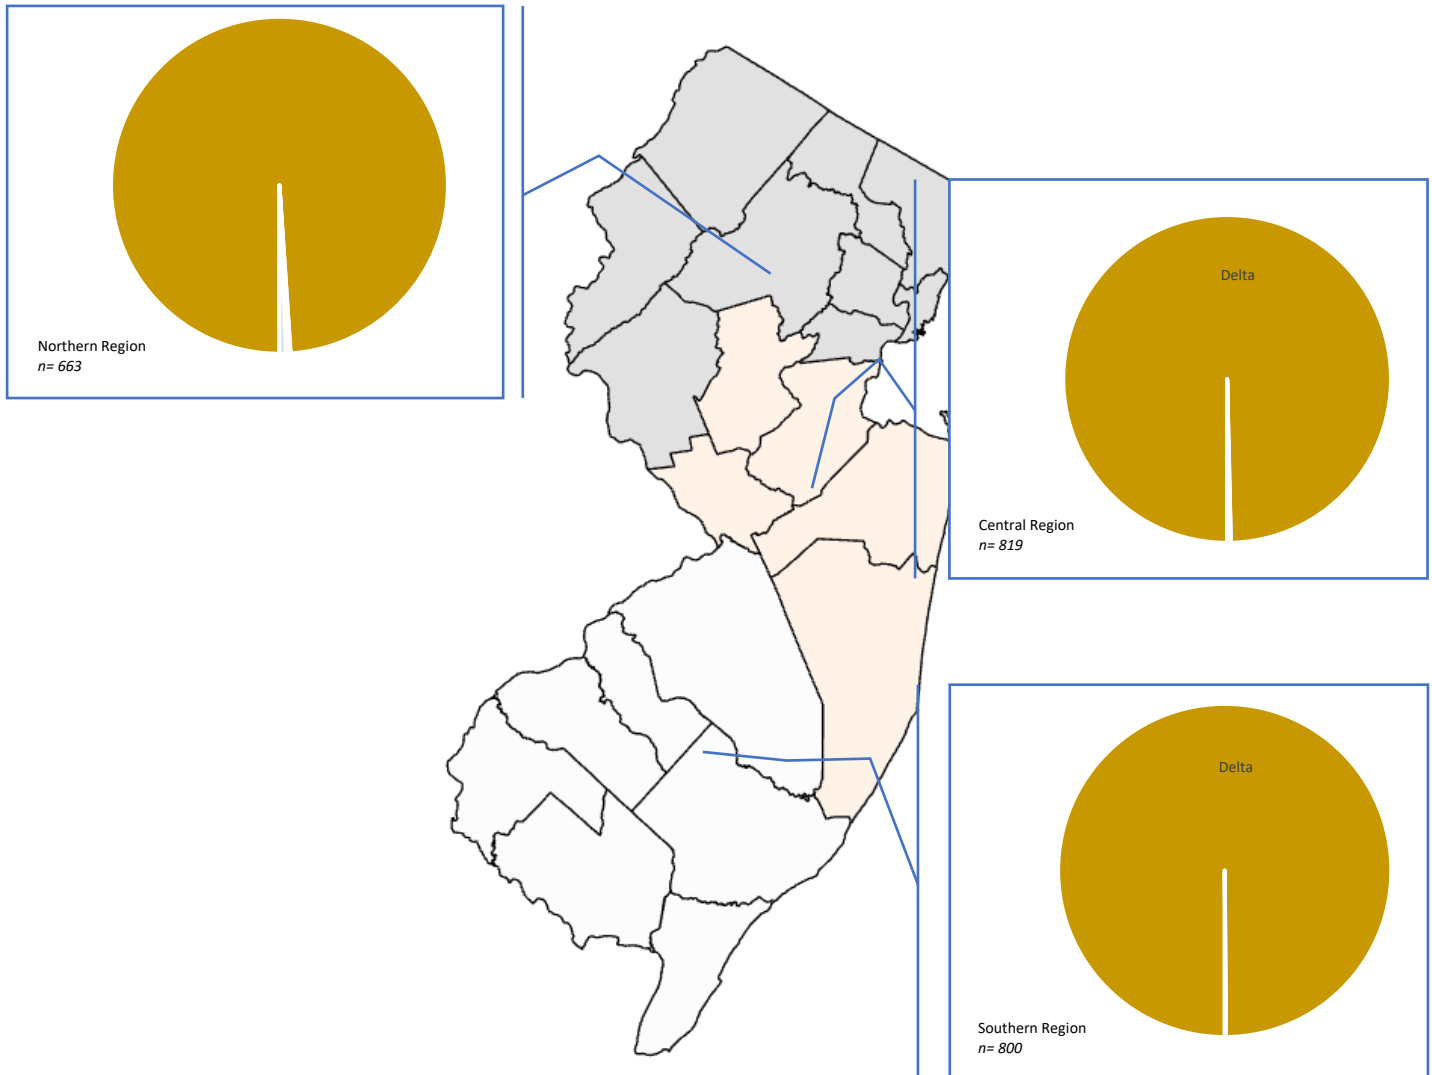 Northern Region
n= 663
Delta
Central Region
n= 819
Delta
Southern Region
n= 800